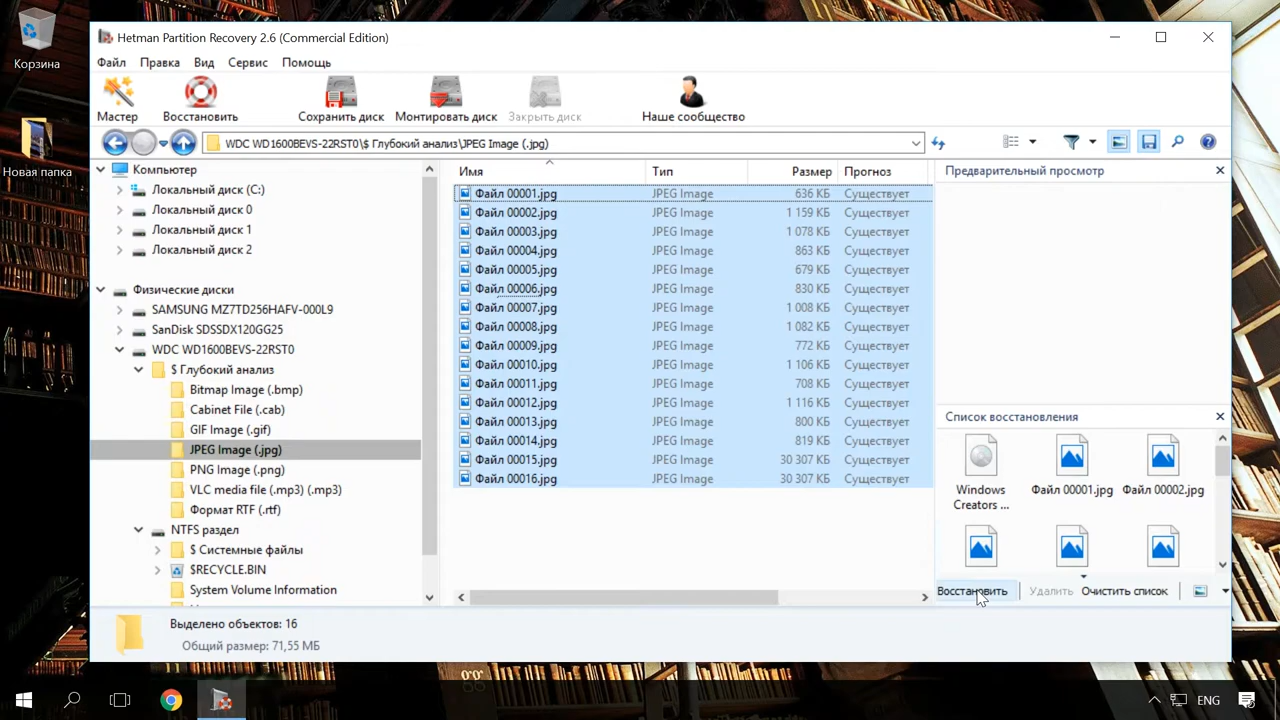 Корзина
Новая папка
Hetman Partition Recovery 2.6 (Commercial Edition)
Файл Правка Вид Сервис Помощь
Мастер Восстановить Сохранить диск Монтировать диск Закрыть диск Наше сообщество
WDC WD1600BEVS-22RST0\$ Глубокий анализ\JPEG Image (.jpg)
Компьютер
Локальный диск (C:)
Локальный диск 0
Локальный диск 1
Локальный диск 2
Физические диски
SAMSUNG MZ7TD256HAFV-000L9
SanDisk SDSSDX120GG25
WDC WD1600BEVS-22RST0
$ Глубокий анализ
Bitmap Image (.bmp)
Cabinet File (.cab)
GIF Image (.gif)
JPEG Image (.jpg)
PNG Image (.png)
VLC media file (.mp3) (.mp3)
Формат RTF (.rtf)
NTFS раздел
$ Системные файлы
$RECYCLE.BIN
System Volume Information
Имя Тип Размер Прогноз
Файл 00001.jpg JPEG Image 636 КБ Существует
Файл 00002.jpg JPEG Image 1 159 КБ Существует
Файл 00003.jpg JPEG Image 1 078 КБ Существует
Файл 00004.jpg JPEG Image 863 КБ Существует
Файл 00005.jpg JPEG Image 679 КБ Существует
Файл 00006.jpg JPEG Image 830 КБ Существует
Файл 00007.jpg JPEG Image 1 008 КБ Существует
Файл 00008.jpg JPEG Image 1 082 КБ Существует
Файл 00009.jpg JPEG Image 772 КБ Существует
Файл 00010.jpg JPEG Image 1 106 КБ Существует
Файл 00011.jpg JPEG Image 708 КБ Существует
Файл 00012.jpg JPEG Image 1 116 КБ Существует
Файл 00013.jpg JPEG Image 800 КБ Существует
Файл 00014.jpg JPEG Image 819 КБ Существует
Файл 00015.jpg JPEG Image 30 307 КБ Существует
Файл 00016.jpg JPEG Image 30 307 КБ Существует
Предварительный просмотр
Список восстановления
Windows Creators ...
Файл 00001.jpg
Файл 00002.jpg
Восстановить Удалить Очистить список
Выделено объектов: 16
Общий размер: 71,55 МБ
ENG